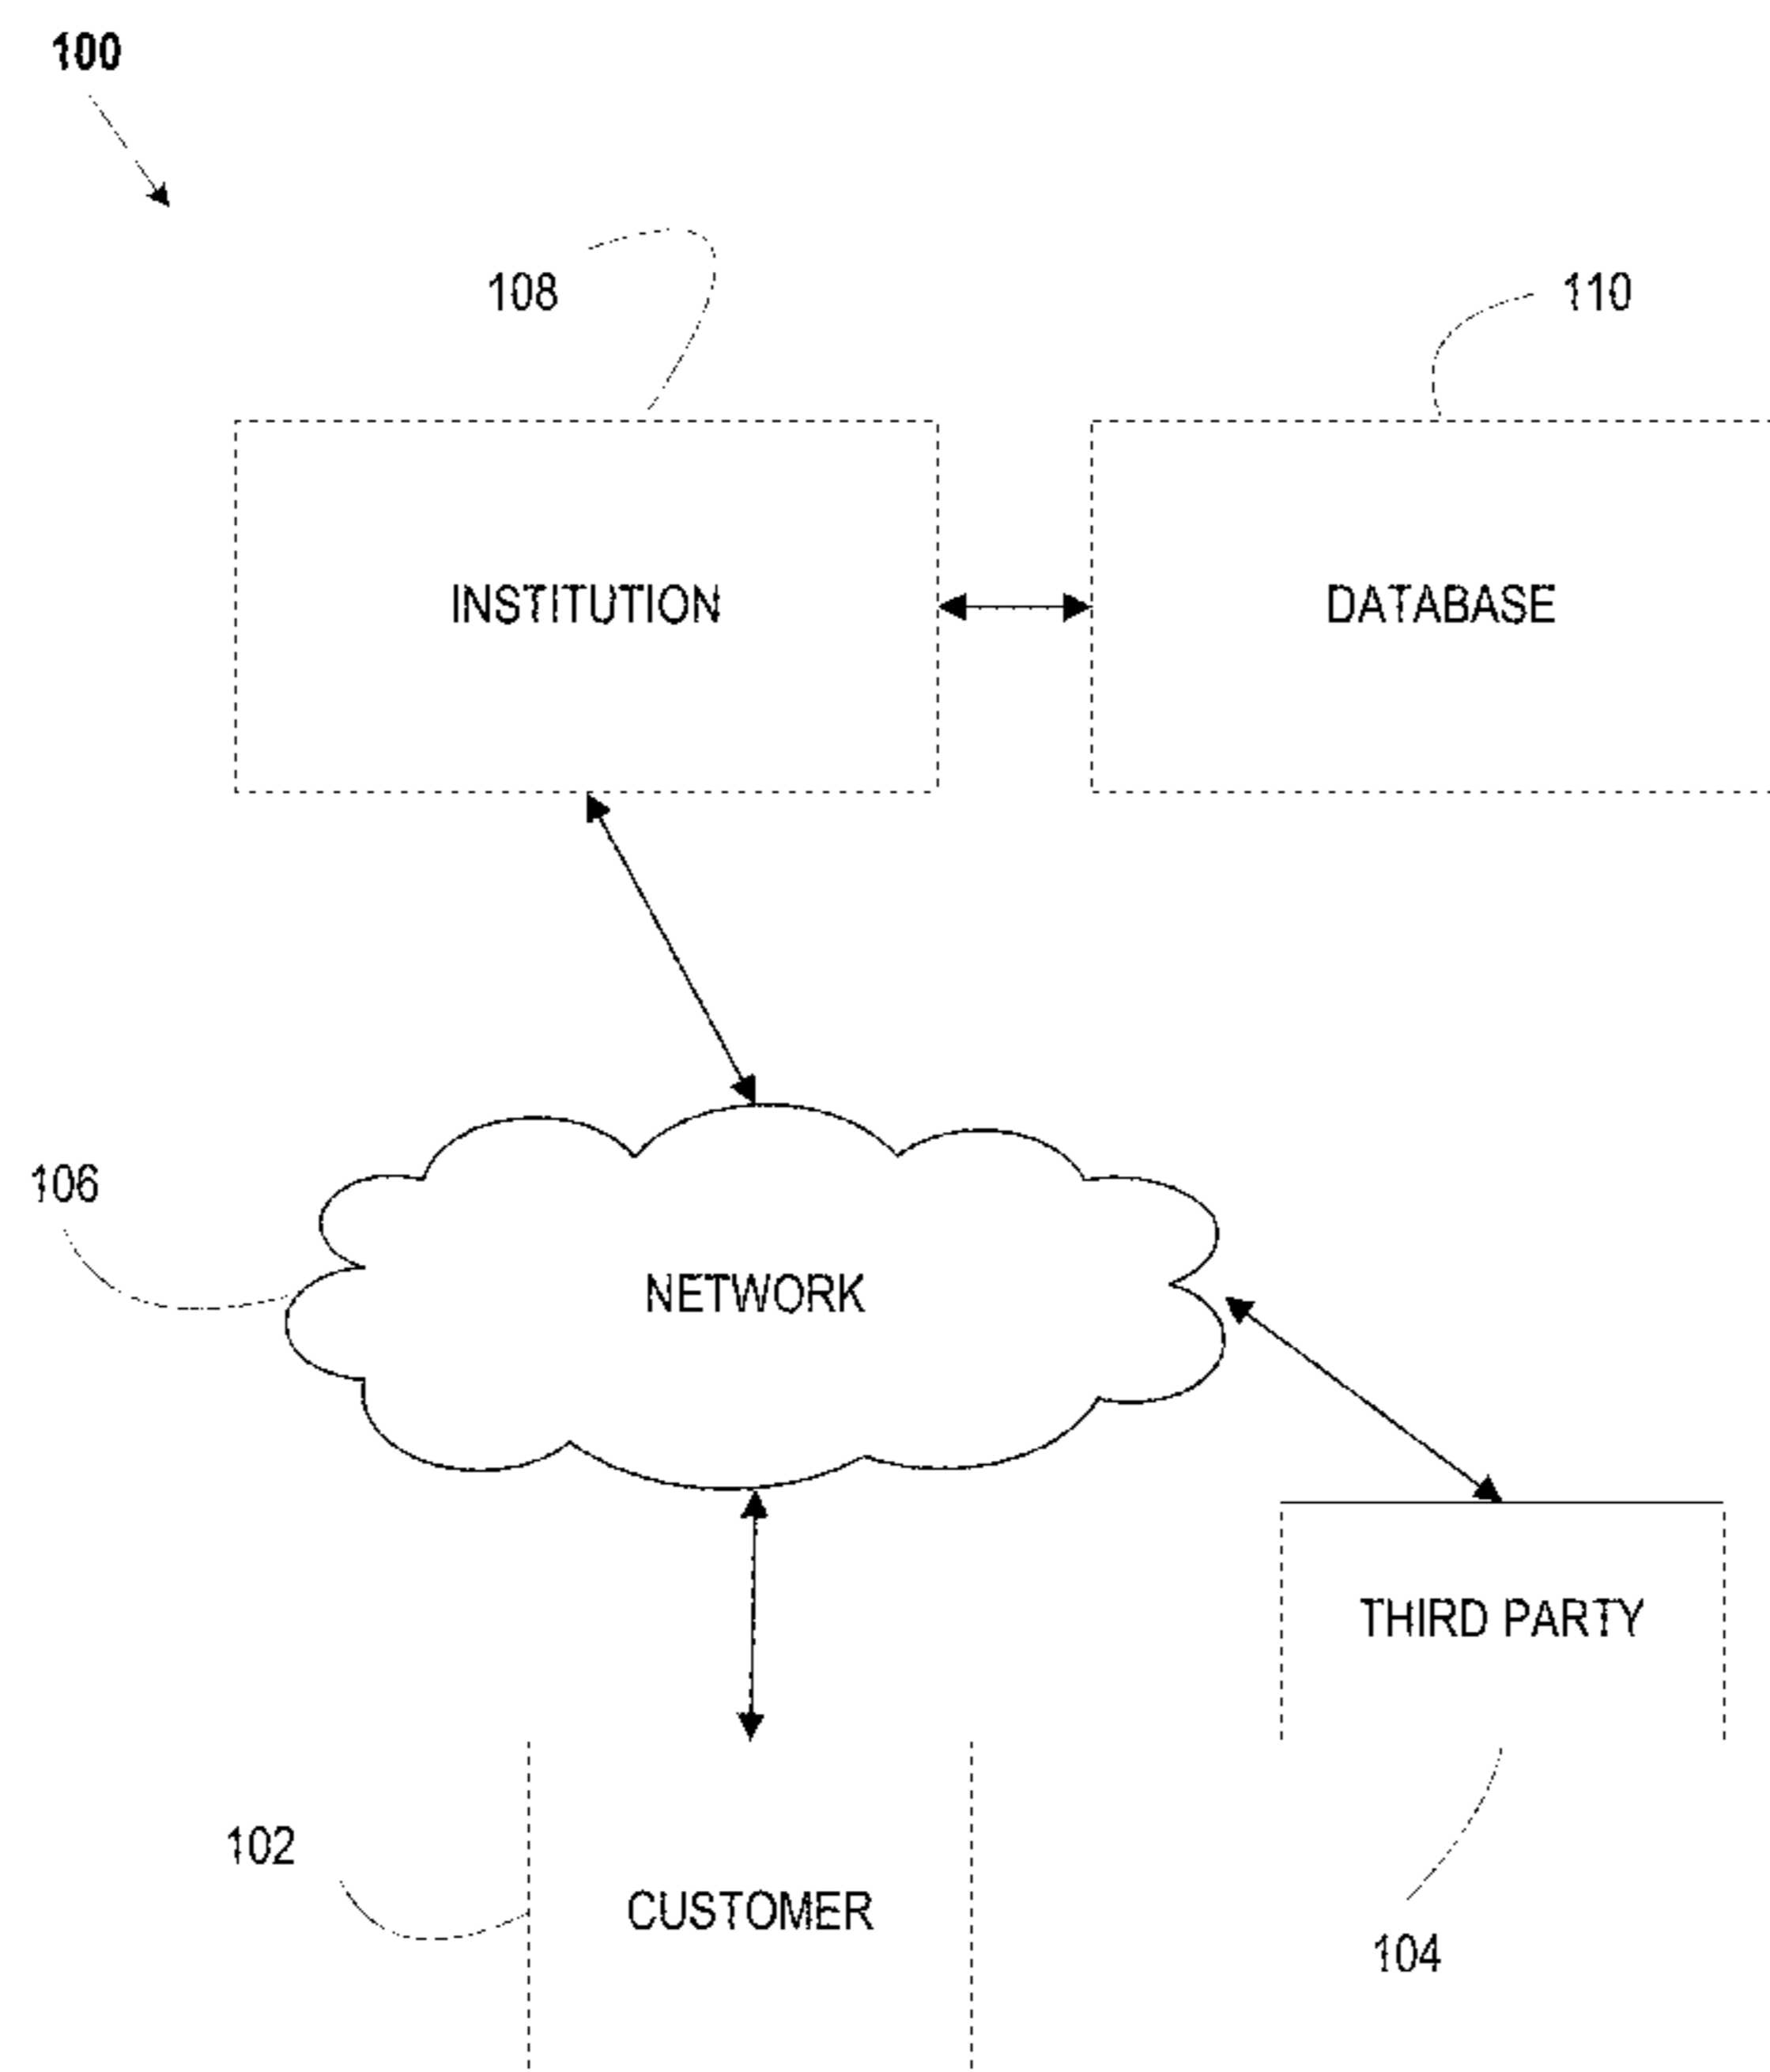 100
108
110
INSTITUTION
DATABASE
106
NETWORK
THIRD PARTY
102
CUSTOMER
104